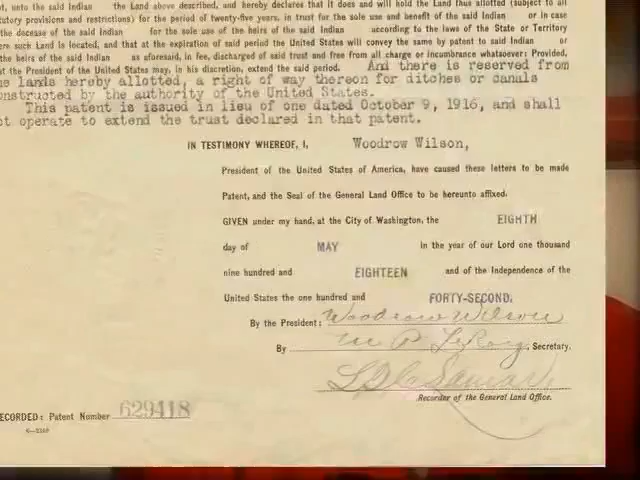 t, unto the said Indian the Land above described, and hereby declares that it does and will hold the Land thus allotted (subject to all
tutory provisions and restrictions) for the period of twenty-five years, in trust for the sole use and benefit of the said Indian or in case
the decease of the said Indian for the sole use of the heirs of the said Indian according to the laws of the State or Territory
ere such Land is located, and that at the expiration of said period the United States will convey the same by patent to said Indian or
the heirs of the said Indian as aforesaid, in fee, discharged of said trust and free from all charge or incumbrance whatsoever: Provided,
at the President of the United States may, in his discretion, extend the said period. And there is reserved from
e lands hereby allotted, a right of way thereon for ditches or canals
onstructed by the authority of the United States.
This patent is issued in lieu of one dated October 9, 1916, and shall
ot operate to extend the trust declared in that patent.
IN TESTIMONY WHEREOF, I, Woodrow Wilson,
President of the United States of America, have caused these letters to be made
Patent, and the Seal of the General Land Office to be hereunto affixed.
GIVEN under my hand, at the City of Washington, the EIGHTH
day of MAY in the year of our Lord one thousand
nine hundred and EIGHTEEN and of the Independence of the
United States the one hundred and FORTY-SECOND.
By the President: Woodrow Wilson
By M. P. LeRoy, Secretary.
Recorder of the General Land Office.
ECORDED: Patent Number 629418